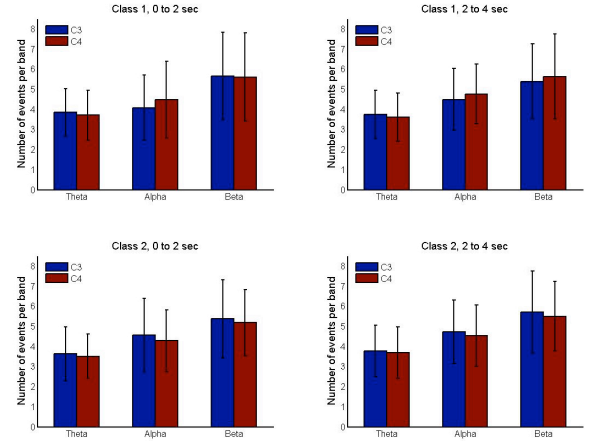 Class 1, 0 to 2 sec
Number of events per band
8
7
6
5
4
3
2
1
0
C3
C4
Theta Alpha Beta
Class 1, 2 to 4 sec
Number of events per band
8
7
6
5
4
3
2
1
0
C3
C4
Theta Alpha Beta
Class 2, 0 to 2 sec
Number of events per band
8
7
6
5
4
3
2
1
0
C3
C4
Theta Alpha Beta
Class 2, 2 to 4 sec
Number of events per band
8
7
6
5
4
3
2
1
0
C3
C4
Theta Alpha Beta